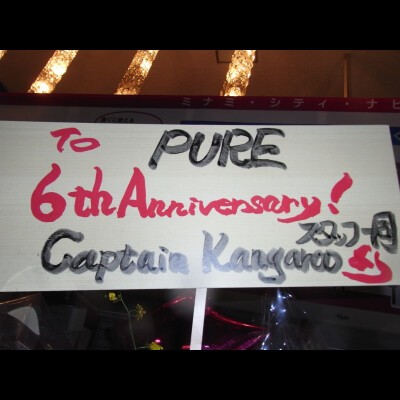 ミナミ・シティ・ナビ
To PURE
6th Anniversary!
Captain Kangaroo スタッフ一同より